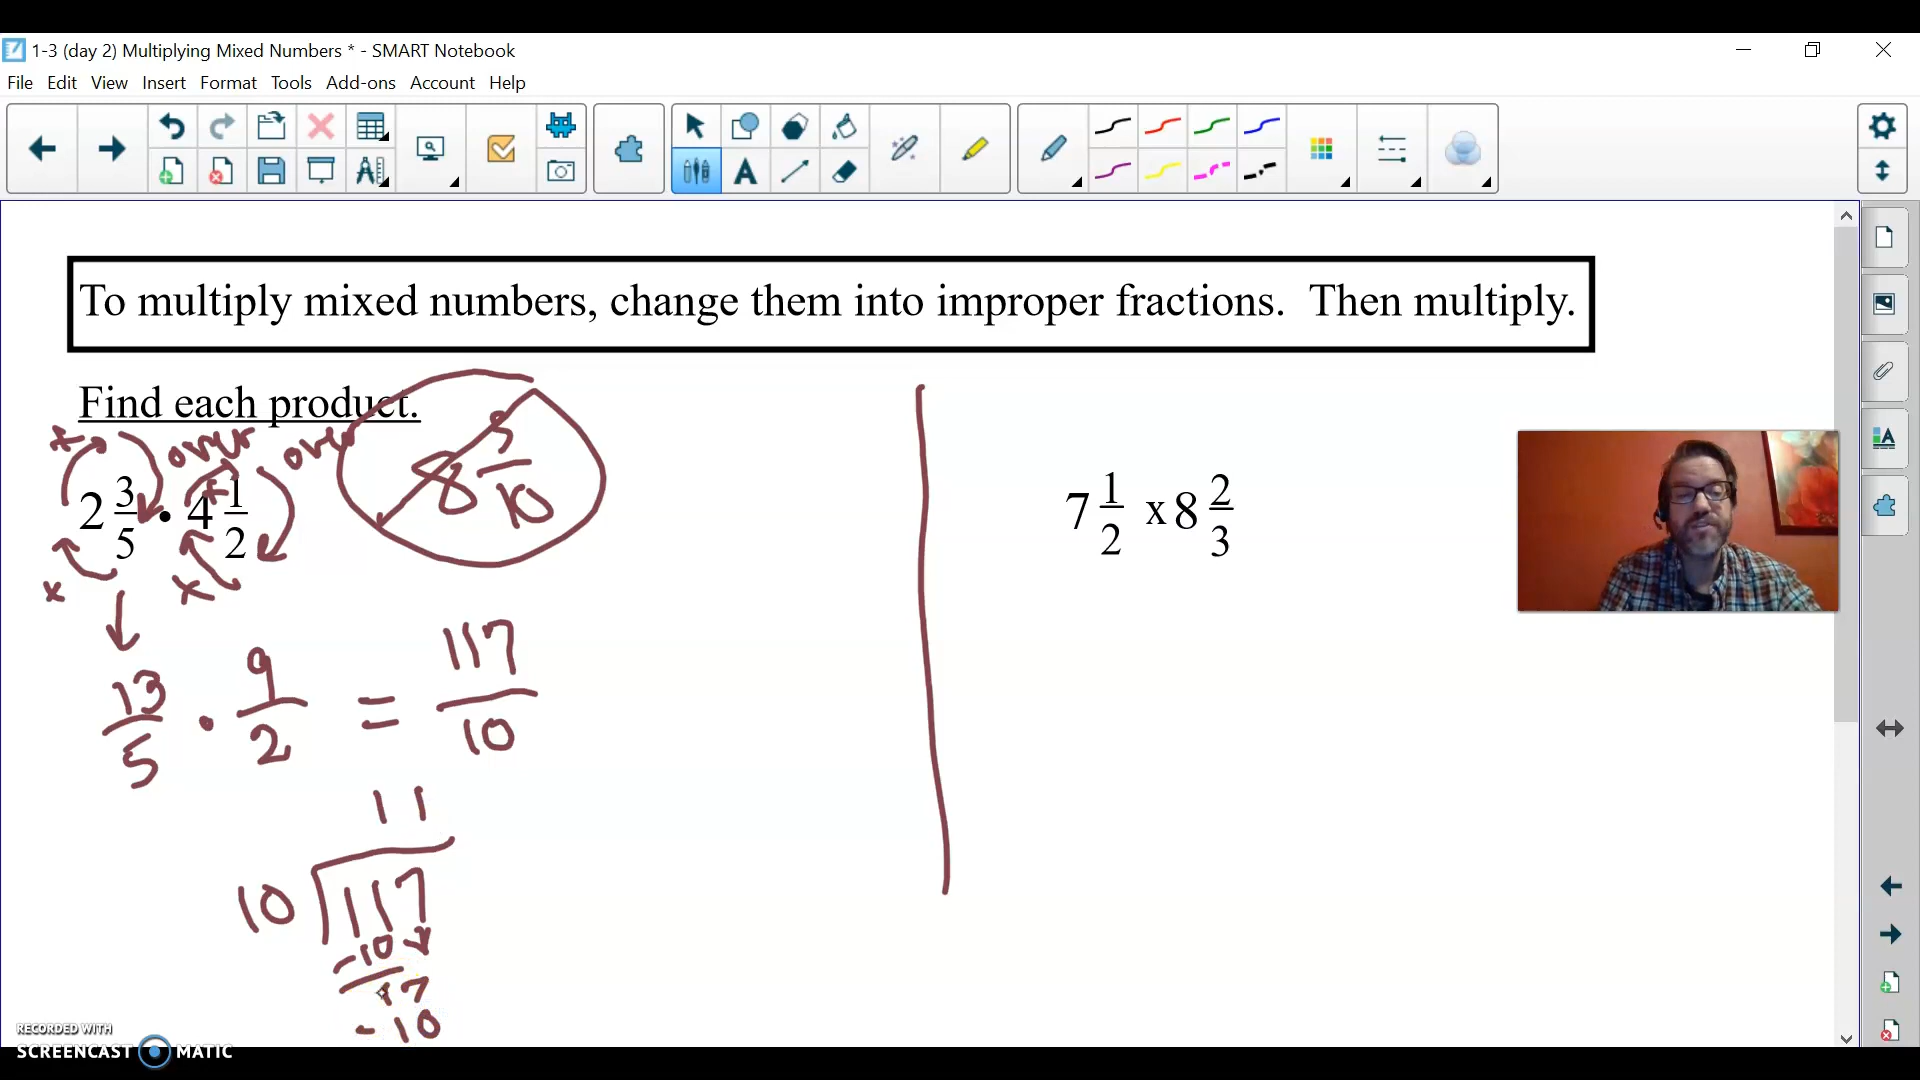 1-3 (day 2) Multiplying Mixed Numbers * - SMART Notebook
File Edit View Insert Format Tools Add-ons Account Help
To multiply mixed numbers, change them into improper fractions. Then multiply.
Find each product.
+ over + over
2 3/5 • 4 1/2
x x
8 3/10
7 1/2 x 8 2/3
13/5 • 9/2 = 117/10
11
10 117
-10
17
-10
RECORDED WITH
SCREENCAST MATIC